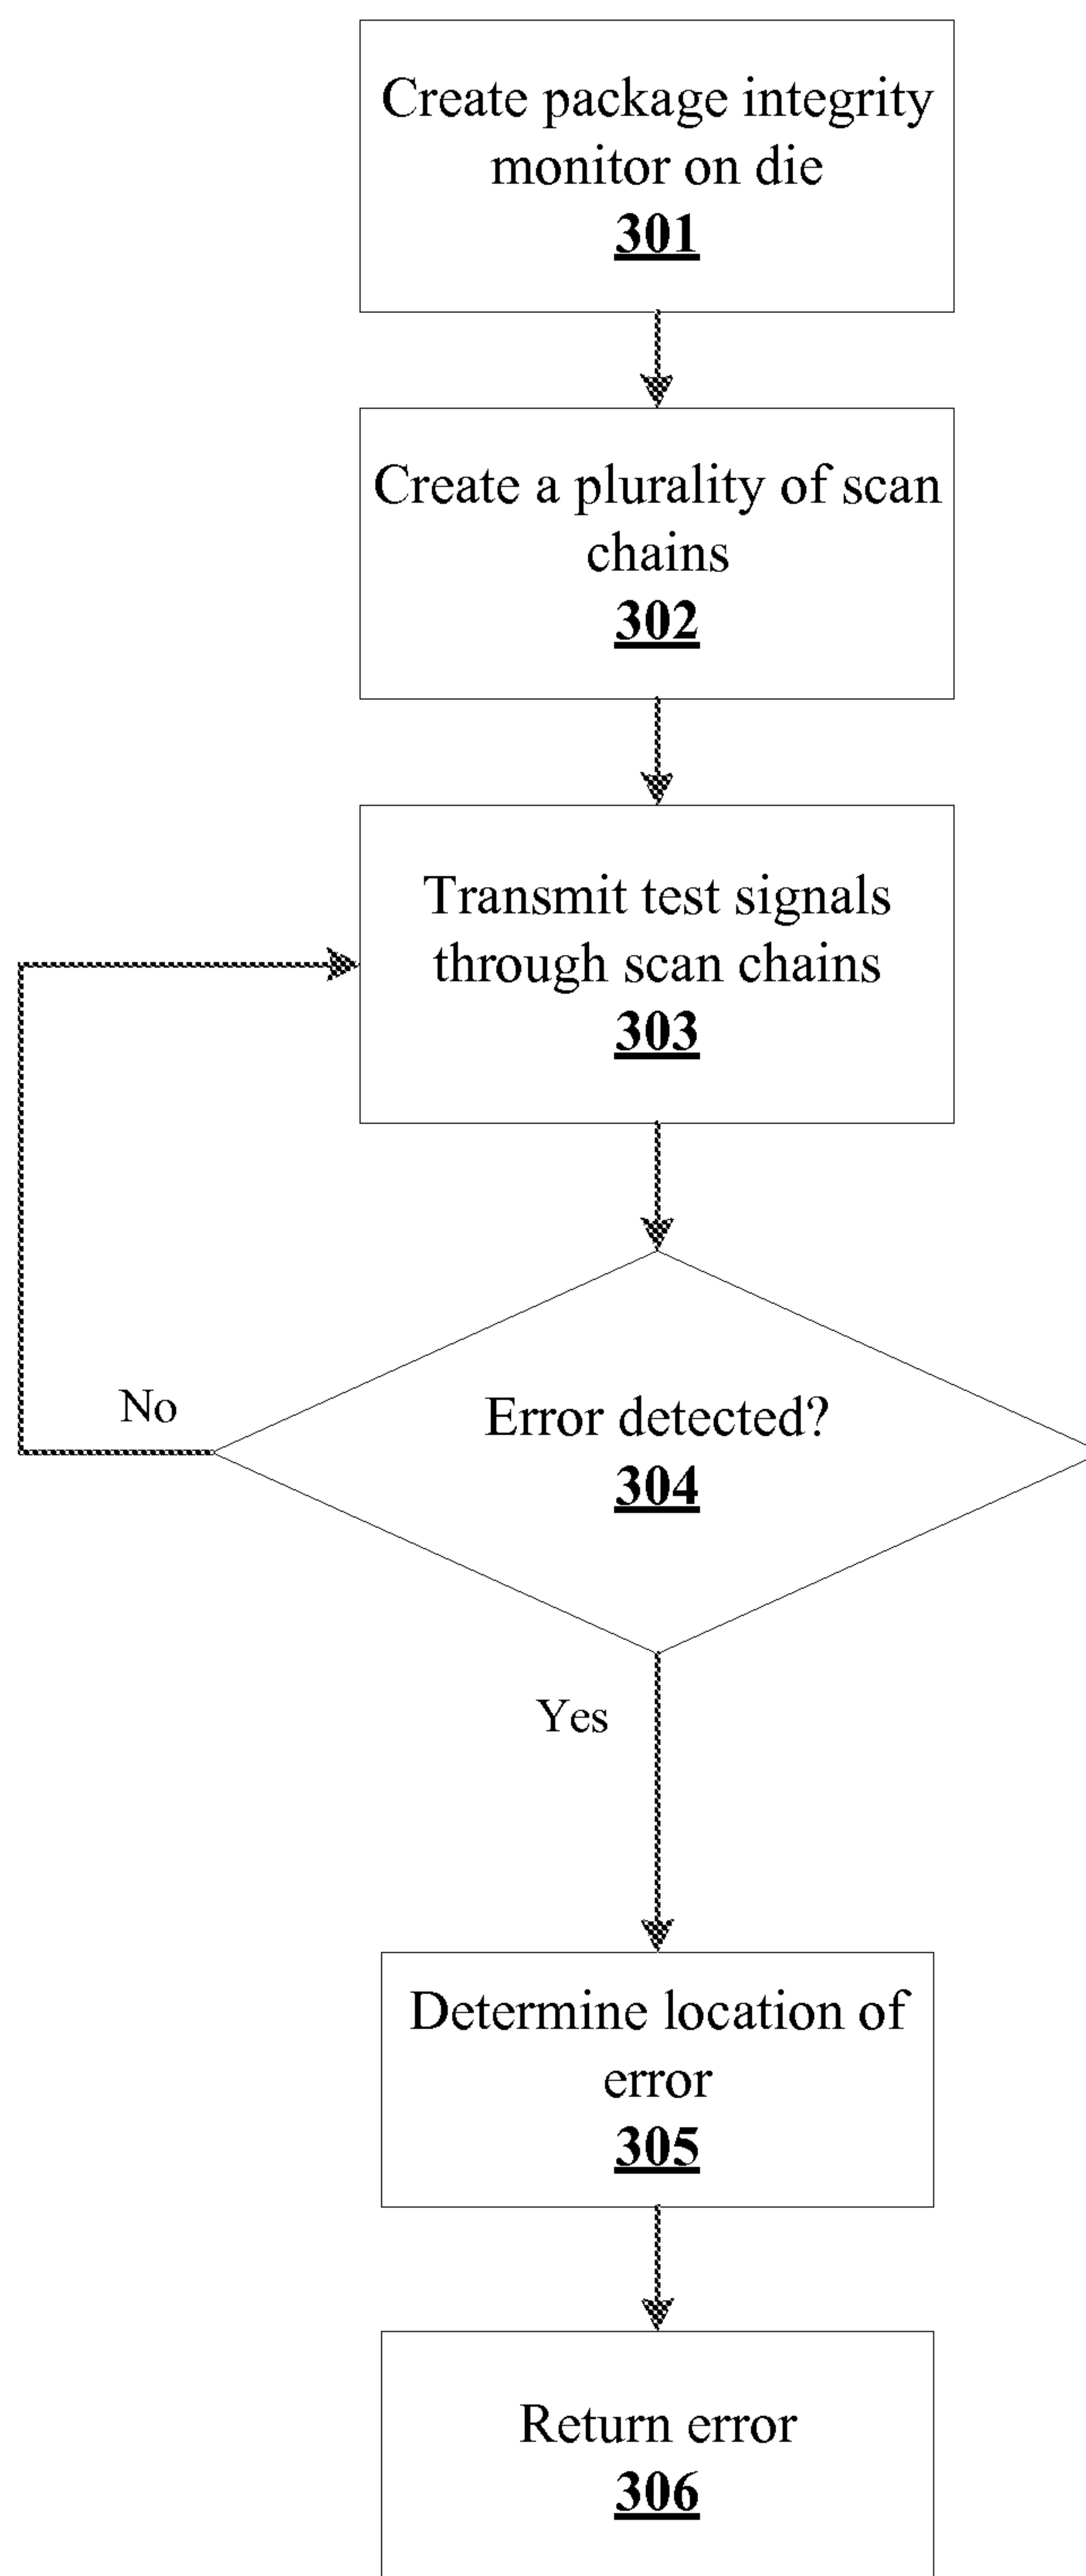 Create package integrity
monitor on die
301
Create a plurality of scan
chains
302
Transmit test signals
through scan chains
303
No
Error detected?
304
Yes
Determine location of
error
305
Return error
306